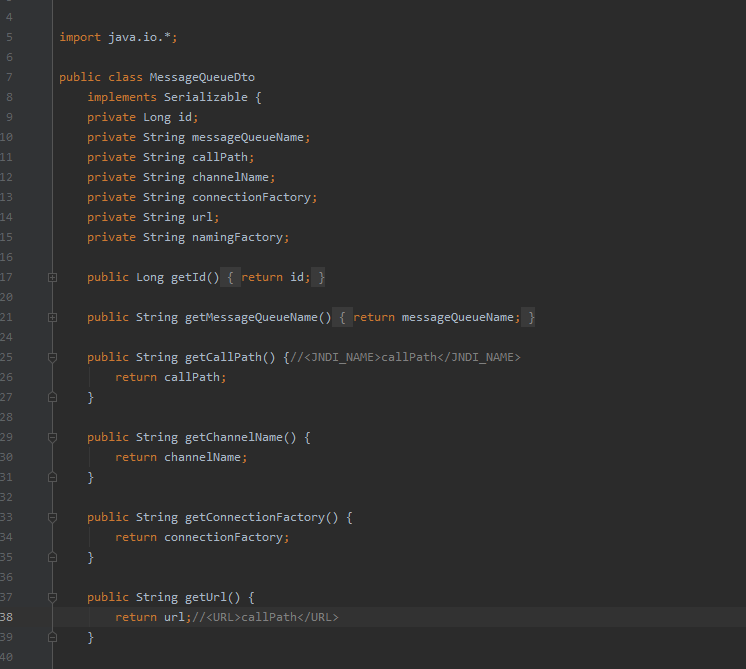 4
5 import java.io.*;
6
7 public class MessageQueueDto
8 implements Serializable {
9 private Long id;
10 private String messageQueueName;
11 private String callPath;
12 private String channelName;
13 private String connectionFactory;
14 private String url;
15 private String namingFactory;
16
17 public Long getId() { return id; }
20
21 public String getMessageQueueName() { return messageQueueName; }
24
25 public String getCallPath() {//<JNDI_NAME>callPath</JNDI_NAME>
26 return callPath;
27 }
28
29 public String getChannelName() {
30 return channelName;
31 }
32
33 public String getConnectionFactory() {
34 return connectionFactory;
35 }
36
37 public String getUrl() {
38 return url;//<URL>callPath</URL>
39 }
40